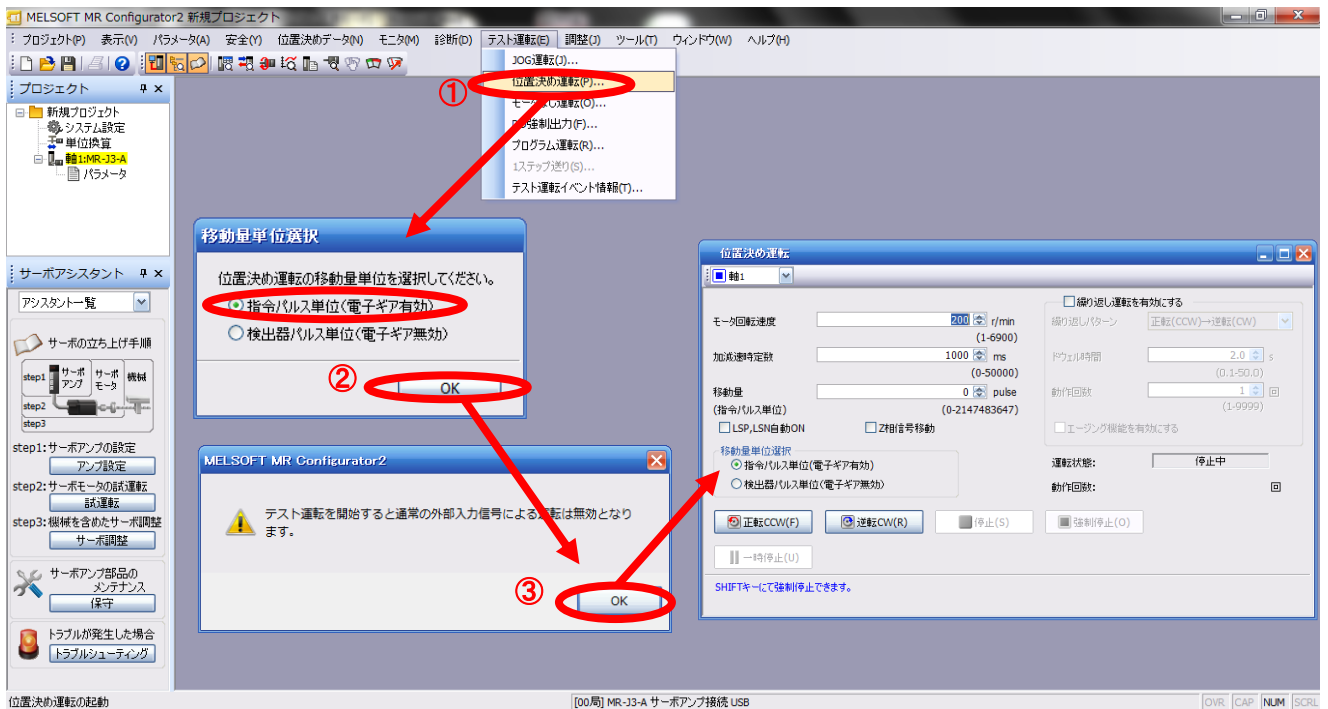 MELSOFT MR Configurator2 新規プロジェクト
プロジェクト(P) 表示(V) パラメータ(A) 安全(Y) 位置決めデータ(N) モニタ(M) 診断(D) テスト運転(E) 調整(J) ツール(T) ウィンドウ(W) ヘルプ(H)
JOG運転(J)...
位置決め運転(P)...
モータなし運転(O)...
DO強制出力(F)...
プログラム運転(R)...
1ステップ送り(S)...
テスト運転イベント情報(T)...
①
プロジェクト
新規プロジェクト
システム設定
単位換算
軸1:MR-J3-A
パラメータ
サーボアシスタント
アシスタント一覧
サーボの立ち上げ手順
step1
サーボアンプ
サーボモータ
機械
step2
step3
step1:サーボアンプの設定
アンプ設定
step2:サーボモータの試運転
試運転
step3:機械を含めたサーボ調整
サーボ調整
サーボアンプ部品の
メンテナンス
保守
トラブルが発生した場合
トラブルシューティング
移動量単位選択
位置決め運転の移動量単位を選択してください。
指令パルス単位(電子ギア有効)
検出器パルス単位(電子ギア無効)
②
OK
MELSOFT MR Configurator2
テスト運転を開始すると通常の外部入力信号による運転は無効となり
ます。
③
OK
位置決め運転
軸1
モータ回転速度 200 r/min
(1-6900)
加減速時定数 1000 ms
(0-50000)
移動量 0 pulse
(指令パルス単位) (0-2147483647)
LSP,LSN自動ON Z相信号移動
移動量単位選択
指令パルス単位(電子ギア有効)
検出器パルス単位(電子ギア無効)
繰り返し運転を有効にする
繰り返しパターン 正転(CCW)→逆転(CW)
ドウェル時間 2.0 s
(0.1-50.0)
動作回数 1 回
(1-9999)
エージング機能を有効にする
運転状態: 停止中
動作回数: 回
正転CCW(F) 逆転CW(R) 停止(S) 強制停止(O)
一時停止(U)
SHIFTキーにて強制停止できます。
位置決め運転の起動
[00局] MR-J3-A サーボアンプ接続 USB
OVR CAP NUM SCRL